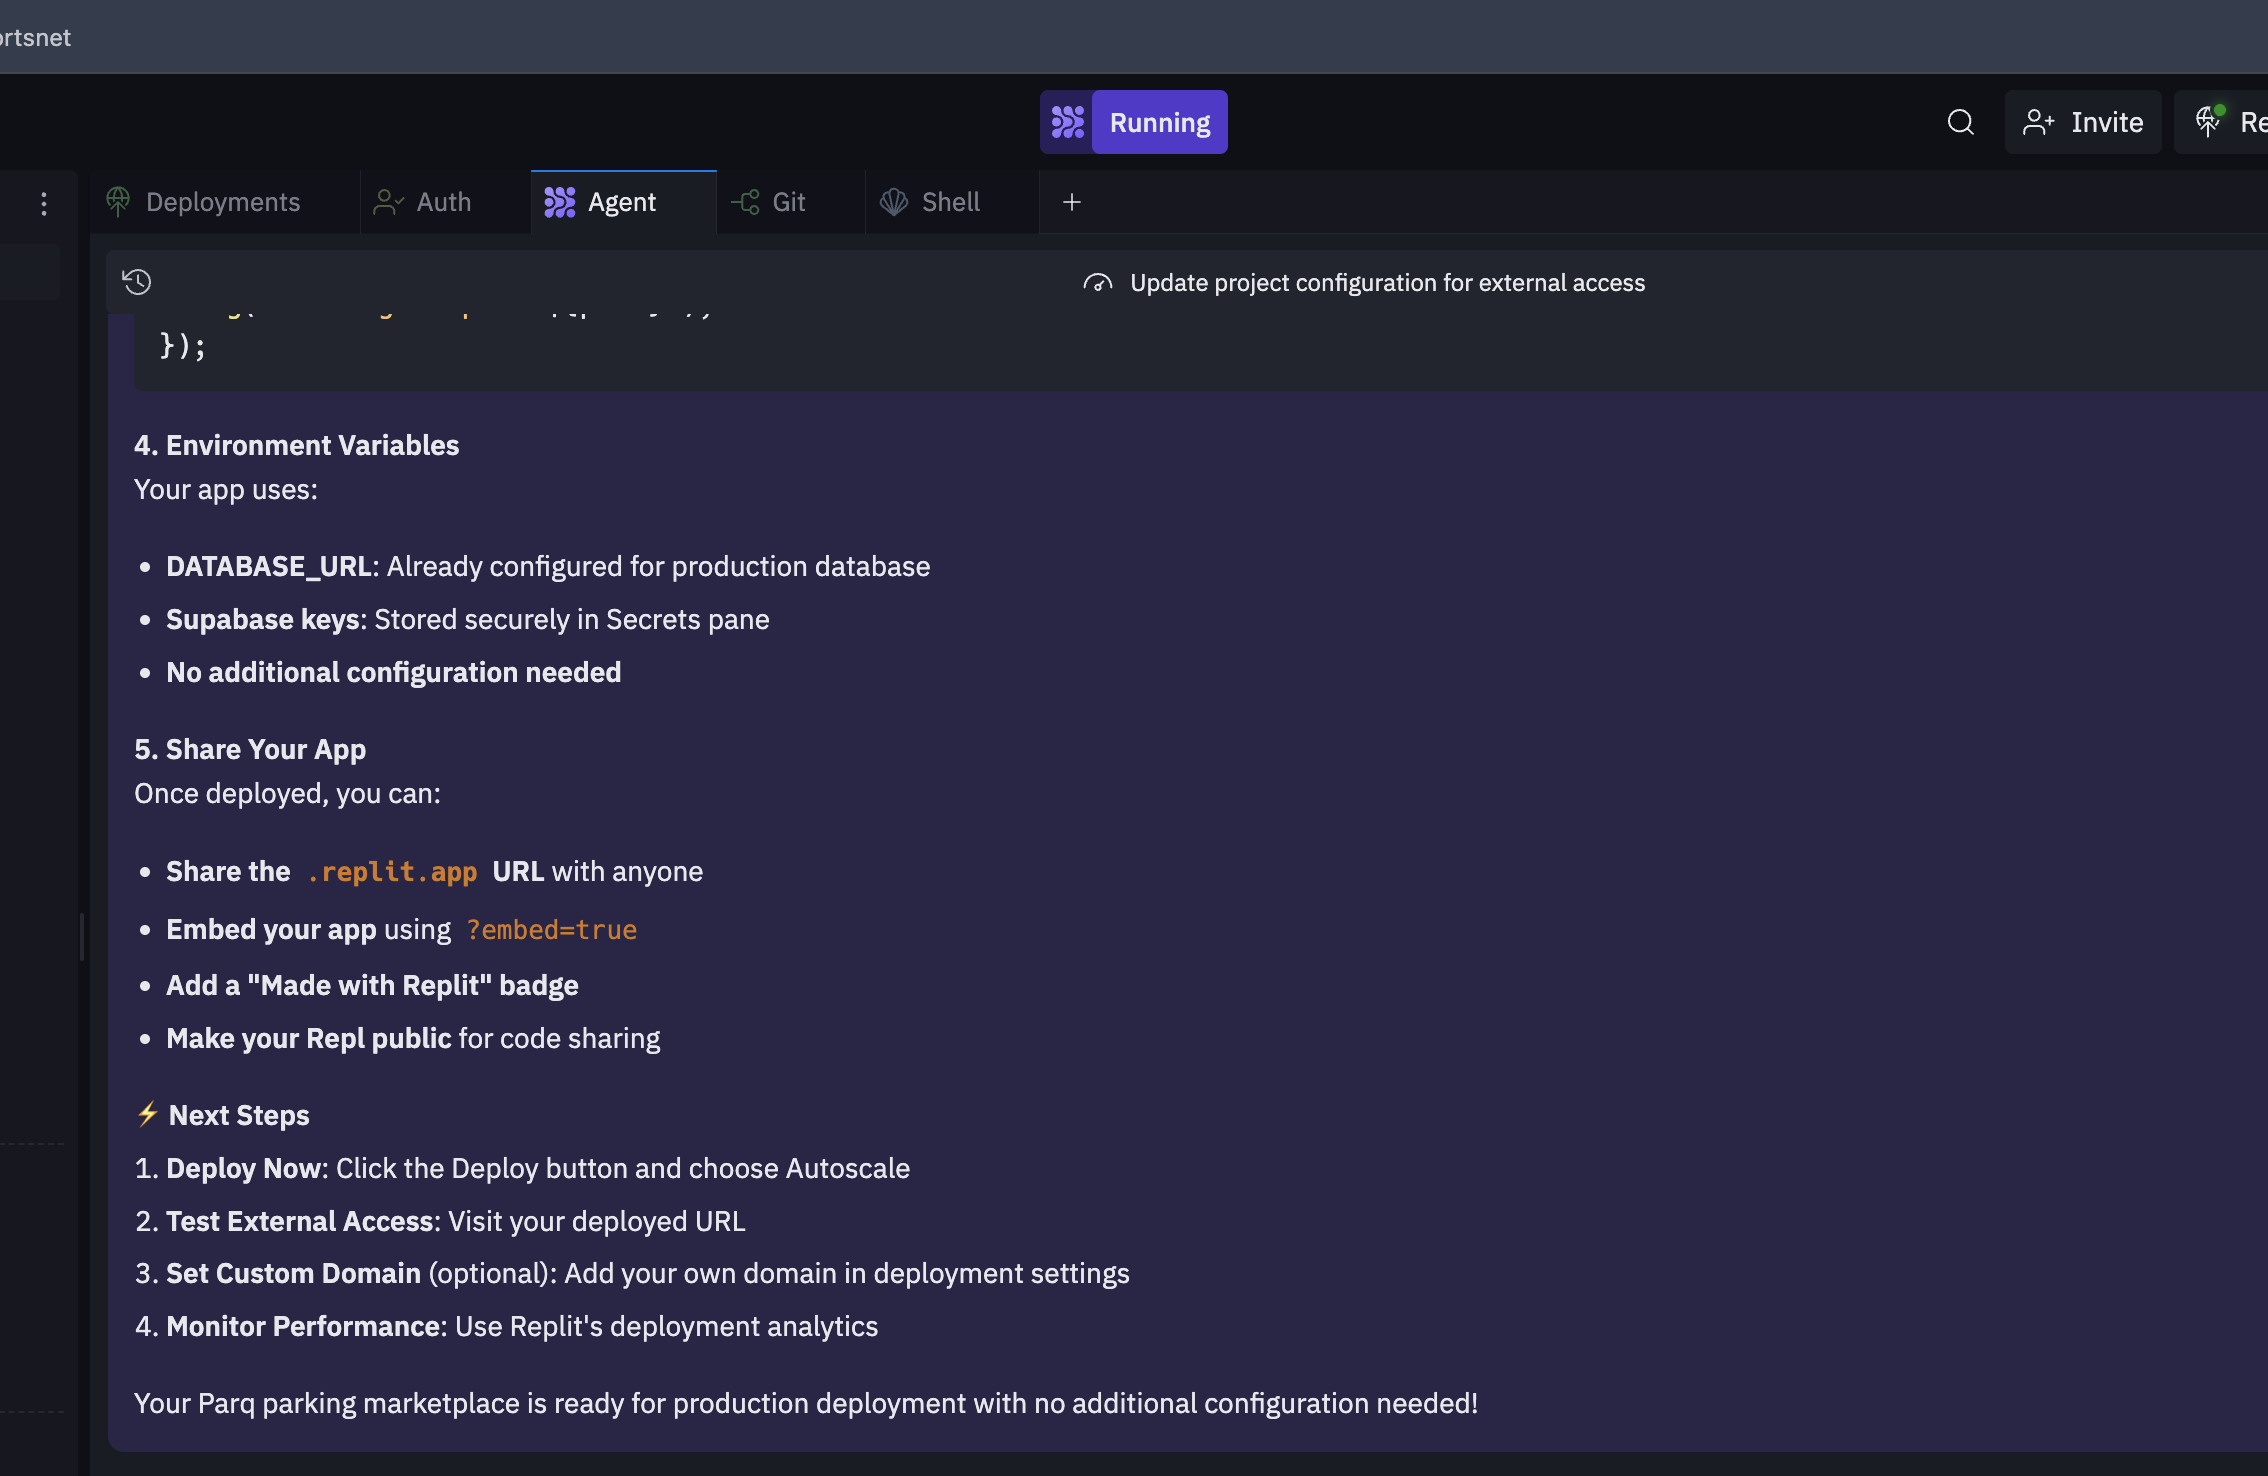 Running
Invite
Deployments
Auth
Agent
Git
Shell
+
Update project configuration for external access
});
4. Environment Variables
Your app uses:
• DATABASE_URL: Already configured for production database
• Supabase keys: Stored securely in Secrets pane
• No additional configuration needed
5. Share Your App
Once deployed, you can:
• Share the .replit.app URL with anyone
• Embed your app using ?embed=true
• Add a "Made with Replit" badge
• Make your Repl public for code sharing
⚡ Next Steps
1. Deploy Now: Click the Deploy button and choose Autoscale
2. Test External Access: Visit your deployed URL
3. Set Custom Domain (optional): Add your own domain in deployment settings
4. Monitor Performance: Use Replit's deployment analytics
Your Parq parking marketplace is ready for production deployment with no additional configuration needed!